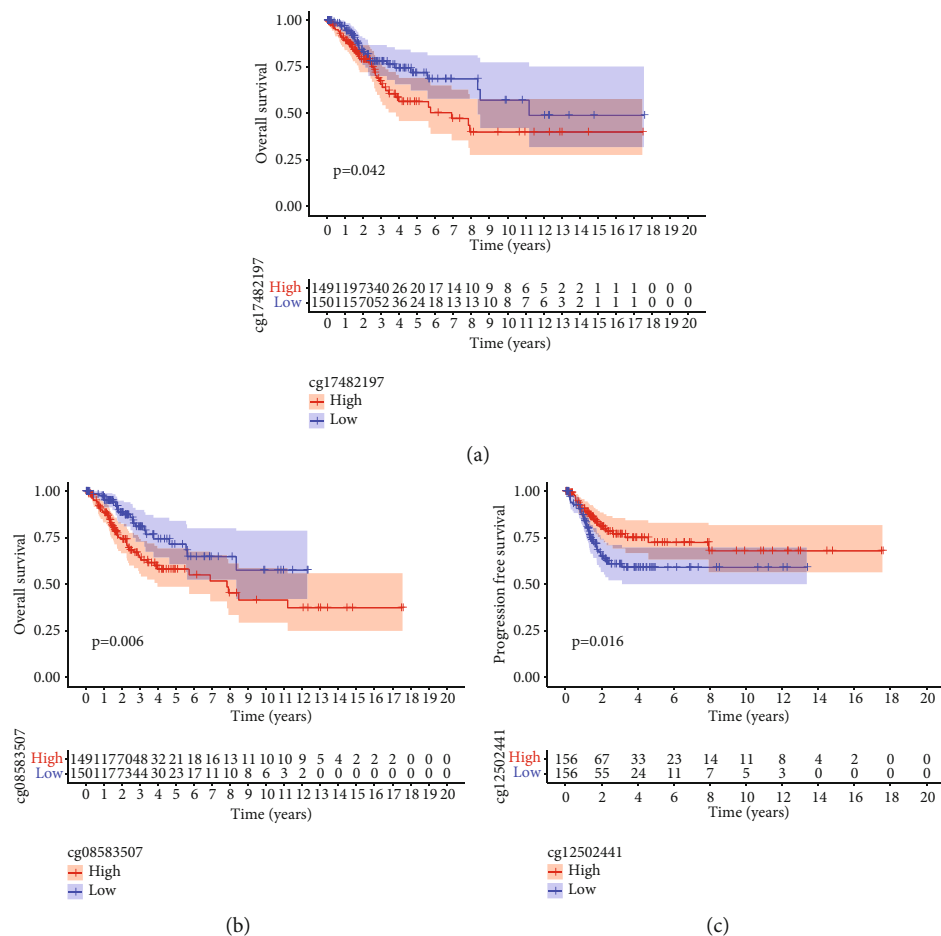 1.00
0.75
0.50
0.25
0.00
Overall survival
p=0.042
0 1 2 3 4 5 6 7 8 9 10 11 12 13 14 15 16 17 18 19 20
Time (years)
cg17482197
High 149 119 73 40 26 20 17 14 10 9 8 6 5 2 2 1 1 1 0 0 0
Low 150 115 70 52 36 24 18 13 13 10 8 7 6 3 2 1 1 1 0 0 0
0 1 2 3 4 5 6 7 8 9 10 11 12 13 14 15 16 17 18 19 20
Time (years)
cg17482197
High
Low
(a)
1.00
0.75
0.50
0.25
0.00
Overall survival
p=0.006
0 1 2 3 4 5 6 7 8 9 10 11 12 13 14 15 16 17 18 19 20
Time (years)
cg08583507
High 149 117 70 48 32 21 18 16 13 11 10 10 9 5 4 2 2 2 0 0 0
Low 150 117 73 44 30 23 17 11 10 8 6 3 2 0 0 0 0 0 0 0 0
0 1 2 3 4 5 6 7 8 9 10 11 12 13 14 15 16 17 18 19 20
Time (years)
cg08583507
High
Low
(b)
1.00
0.75
0.50
0.25
0.00
Progression free survival
p=0.016
0 2 4 6 8 10 12 14 16 18 20
Time (years)
cg12502441
High 156 67 33 23 14 11 8 4 2 0 0
Low 156 55 24 11 7 5 3 0 0 0 0
0 2 4 6 8 10 12 14 16 18 20
Time (years)
cg12502441
High
Low
(c)